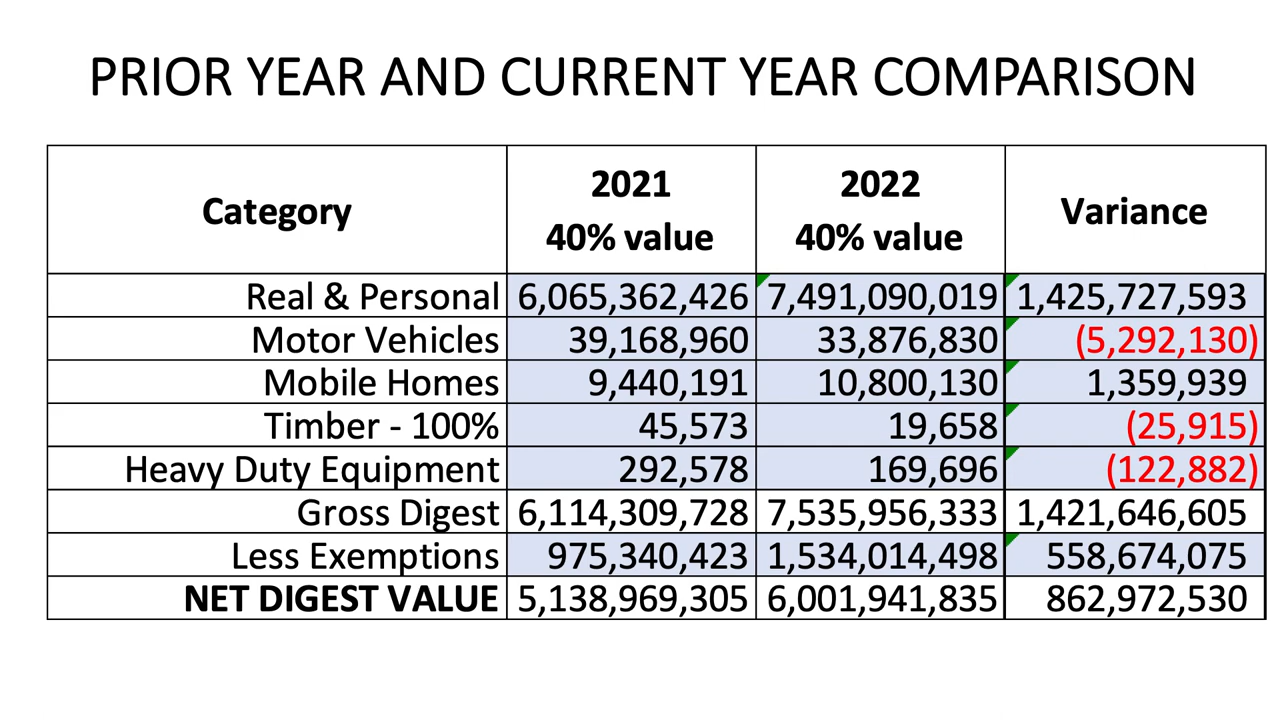 PRIOR YEAR AND CURRENT YEAR COMPARISON
Category 2021 40% value 2022 40% value Variance
Real & Personal 6,065,362,426 7,491,090,019 1,425,727,593
Motor Vehicles 39,168,960 33,876,830 (5,292,130)
Mobile Homes 9,440,191 10,800,130 1,359,939
Timber - 100% 45,573 19,658 (25,915)
Heavy Duty Equipment 292,578 169,696 (122,882)
Gross Digest 6,114,309,728 7,535,956,333 1,421,646,605
Less Exemptions 975,340,423 1,534,014,498 558,674,075
NET DIGEST VALUE 5,138,969,305 6,001,941,835 862,972,530